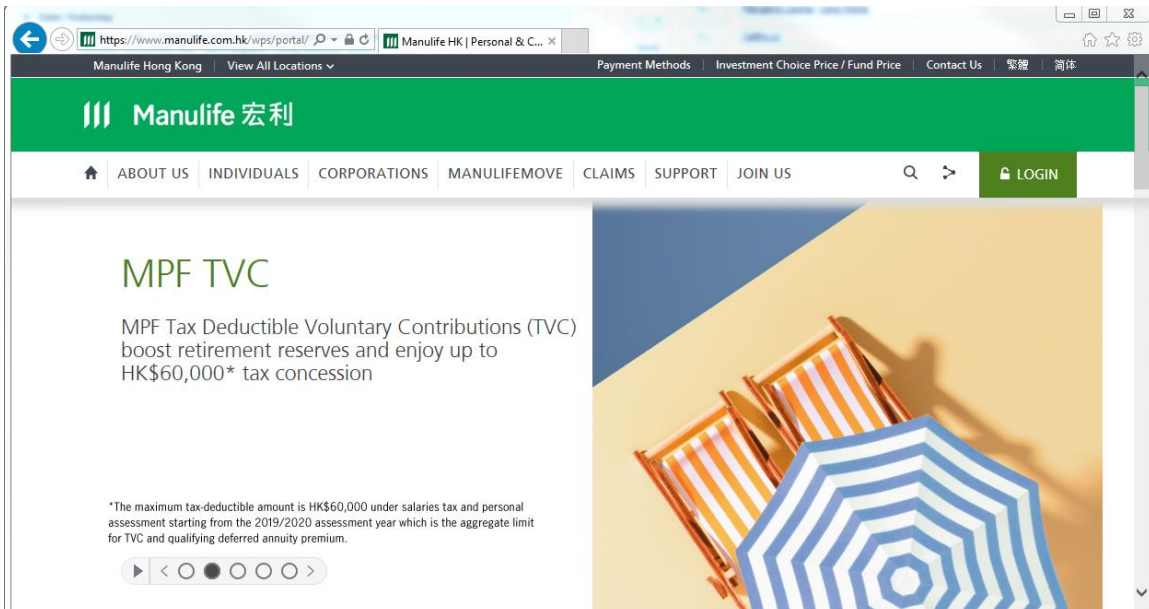 https://www.manulife.com.hk/wps/portal/
Manulife HK | Personal & C...
Manulife Hong Kong | View All Locations
Payment Methods | Investment Choice Price / Fund Price | Contact Us | 繁體 | 简体
Manulife 宏利
ABOUT US | INDIVIDUALS | CORPORATIONS | MANULIFEMOVE | CLAIMS | SUPPORT | JOIN US
LOGIN
MPF TVC
MPF Tax Deductible Voluntary Contributions (TVC)
boost retirement reserves and enjoy up to
HK$60,000* tax concession
*The maximum tax-deductible amount is HK$60,000 under salaries tax and personal
assessment starting from the 2019/2020 assessment year which is the aggregate limit
for TVC and qualifying deferred annuity premium.